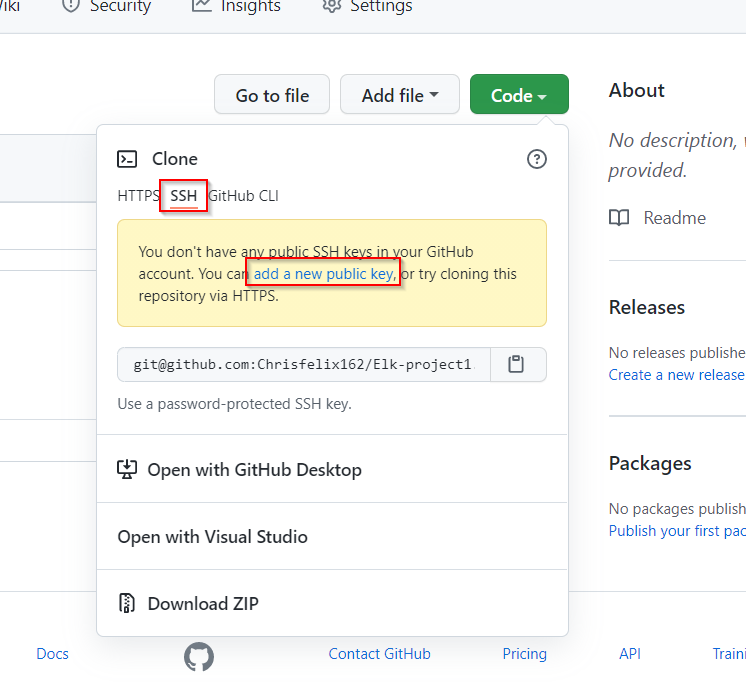 Security Insights Settings
Go to file Add file Code
About
No description,
provided.
Readme
Clone
HTTPS SSH GitHub CLI
You don't have any public SSH keys in your GitHub
account. You can add a new public key, or try cloning this
repository via HTTPS.
git@github.com:Chrisfelix162/Elk-project1
Use a password-protected SSH key.
Open with GitHub Desktop
Open with Visual Studio
Download ZIP
Releases
No releases publishe
Create a new release
Packages
No packages publish
Publish your first pac
Docs Contact GitHub Pricing API Traini